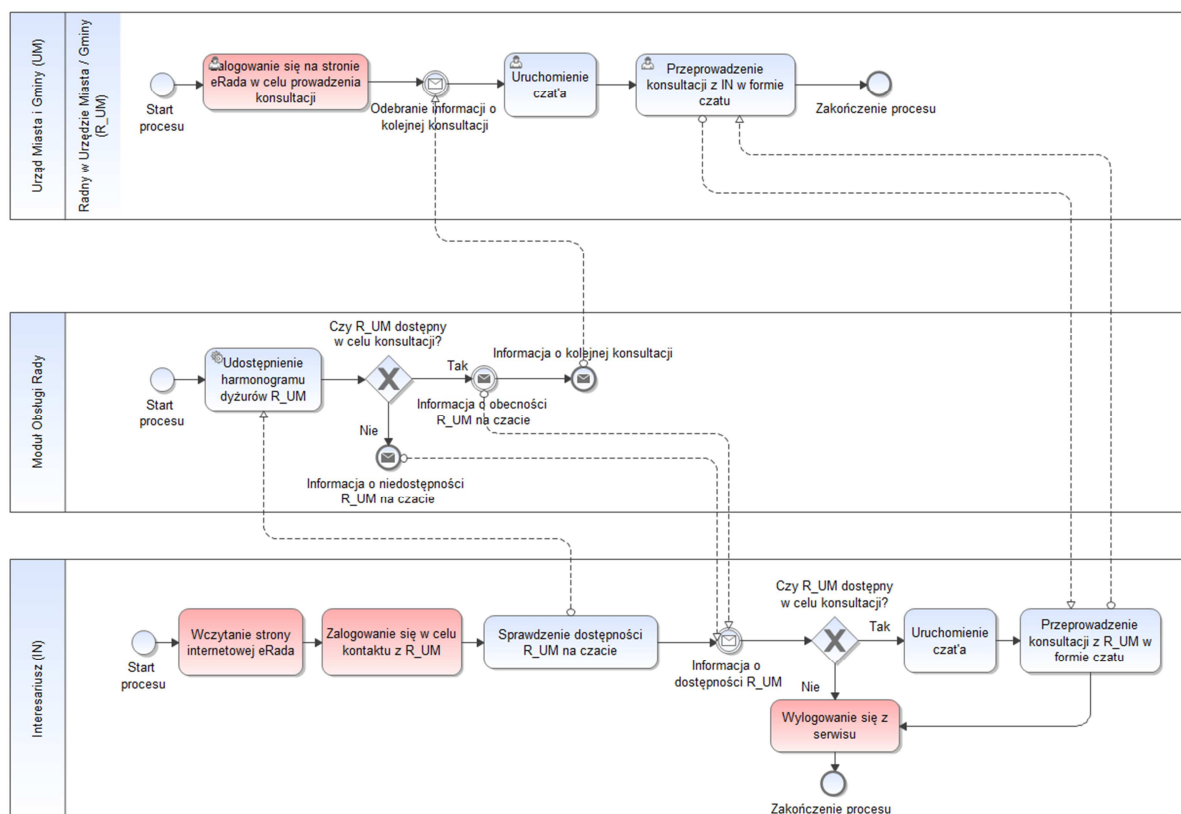 Urząd Miasta i Gminy (UM)
Radny w Urzędzie Miasta / Gminy
(R_UM)
Start
procesu
Zalogowanie się na stronie
eRada w celu prowadzenia
konsultacji
Odebranie informacji o
kolejnej konsultacji
Uruchomienie
czat'a
Przeprowadzenie
konsultacji z IN w formie
czatu
Zakończenie procesu
Moduł Obsługi Rady
Start
procesu
Udostępnienie
harmonogramu
dyżurów R_UM
Czy R_UM dostępny
w celu konsultacji?
Tak
Nie
Informacja o kolejnej konsultacji
Informacja o obecności
R_UM na czacie
Informacja o niedostępności
R_UM na czacie
Interesariusz (IN)
Start
procesu
Wczytanie strony
internetowej eRada
Zalogowanie się w celu
kontaktu z R_UM
Sprawdzenie dostępności
R_UM na czacie
Informacja o
dostępności R_UM
Czy R_UM dostępny
w celu konsultacji?
Tak
Nie
Uruchomienie
czat'a
Przeprowadzenie
konsultacji z R_UM w
formie czatu
Wylogowanie się z
serwisu
Zakończenie procesu